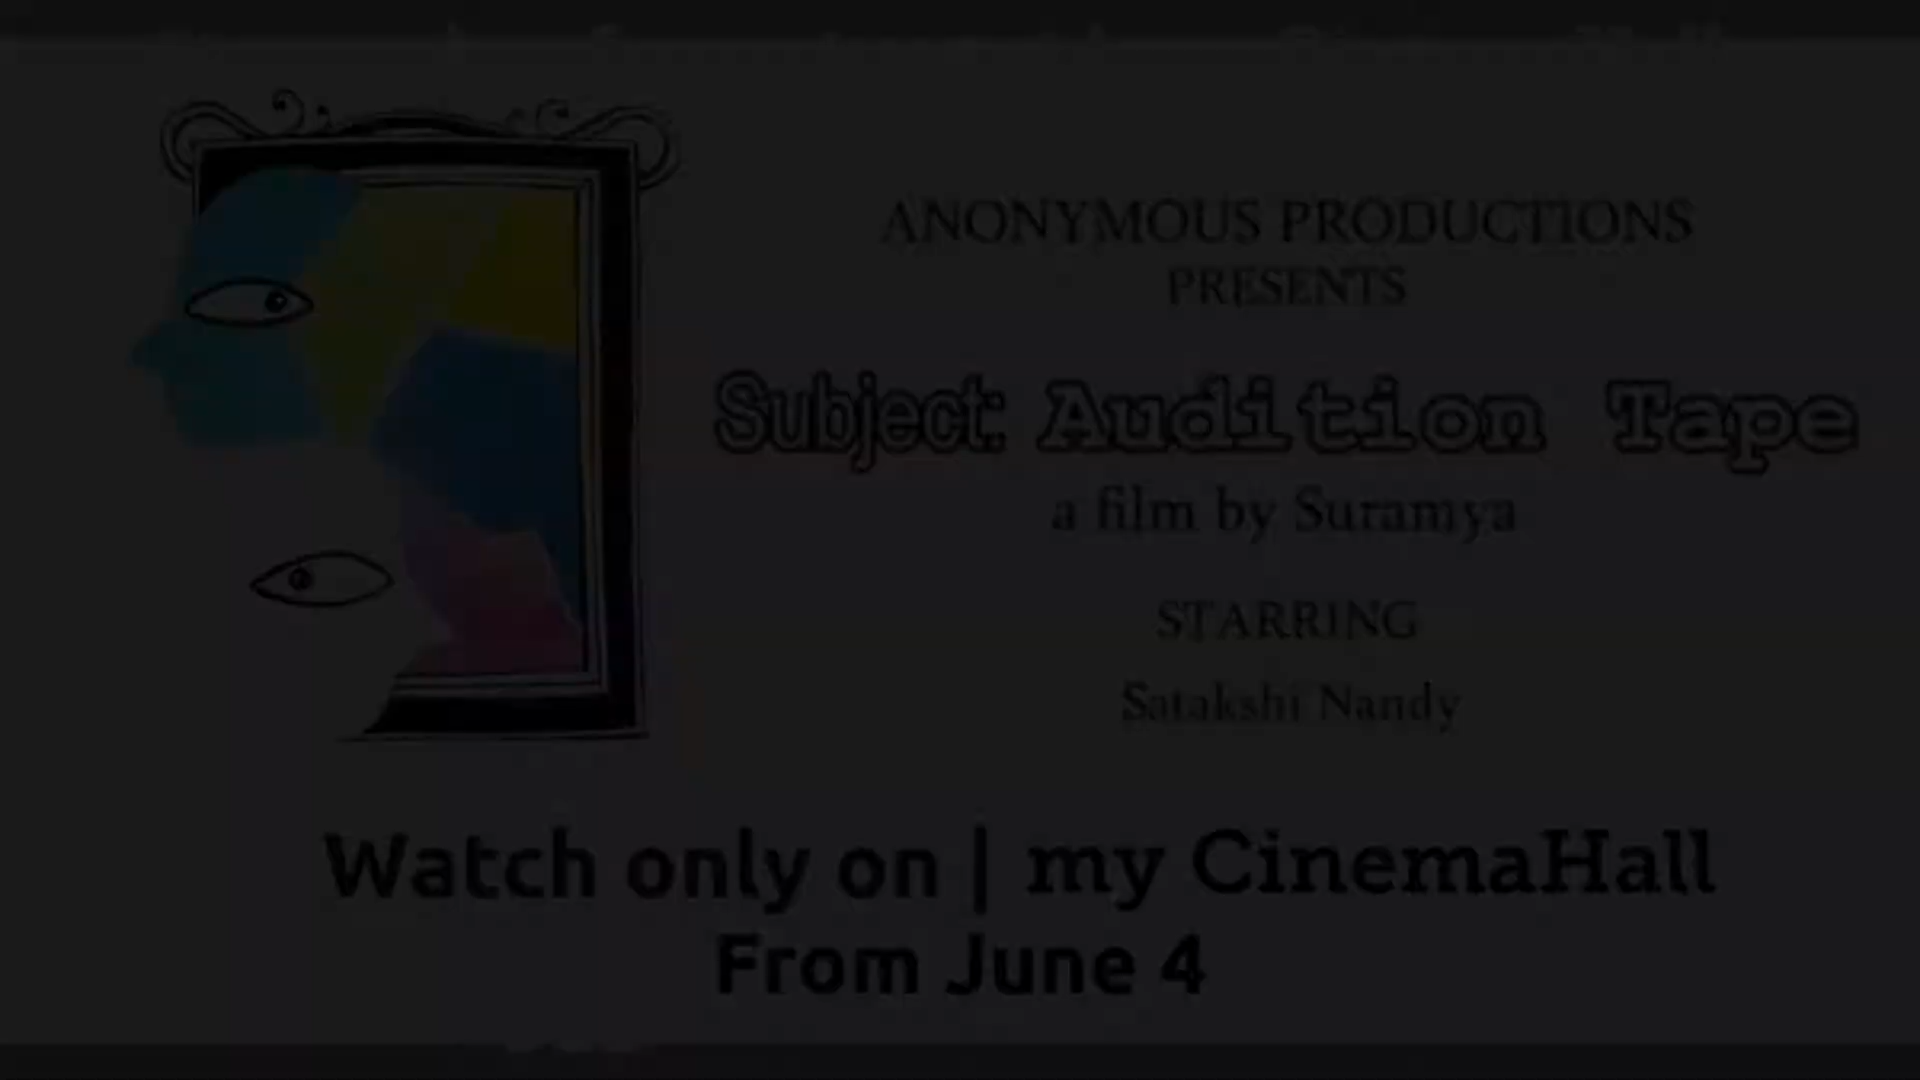 ANONYMOUS PRODUCTIONS
PRESENTS
Subject: Audition Tape
a film by Suramya
STARRING
Satakshi Nandy
Watch only on | my CinemaHall
From June 4